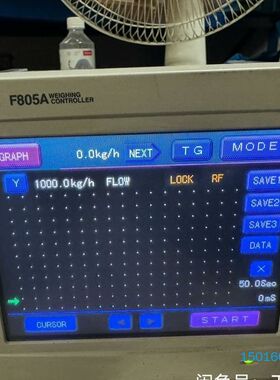 F805A WEIGHING CONTROLLER
GRAPH 0.0kg/h NEXT TG MODE
Y 1000.0kg/h FLOW LOCK RF SAVE1
SAVE2
SAVE3
DATA
X
50.0Sec
0mS
CURSOR START